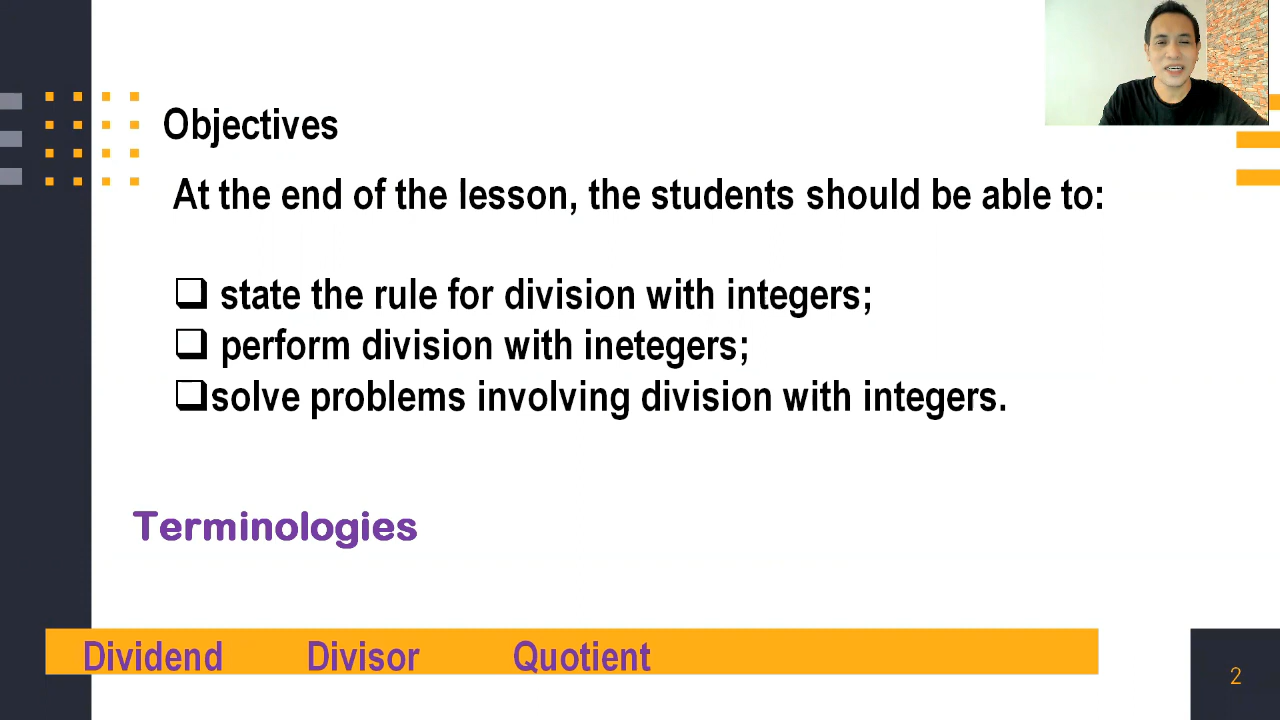 Objectives
At the end of the lesson, the students should be able to:
❑ state the rule for division with integers;
❑ perform division with inetegers;
❑solve problems involving division with integers.
Terminologies
Dividend Divisor Quotient
2